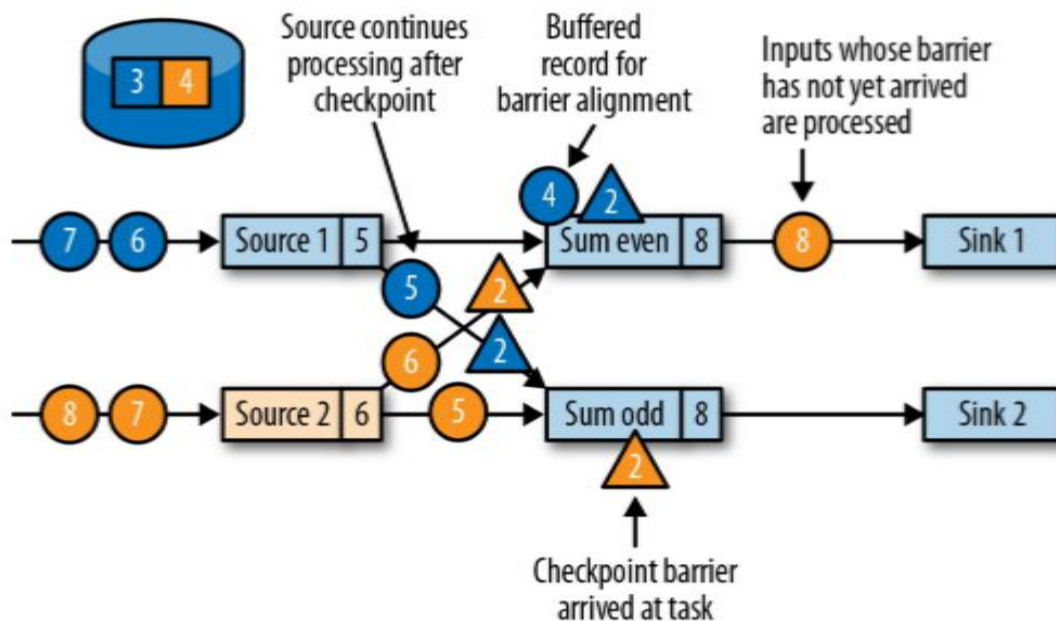 Source continues
processing after
checkpoint
Buffered
record for
barrier alignment
Inputs whose barrier
has not yet arrived
are processed
3 4
4 2
7 6 Source 1 5 Sum even 8 8 Sink 1
5 2
6 2
8 7 Source 2 6 5 Sum odd 8 Sink 2
2
Checkpoint barrier
arrived at task